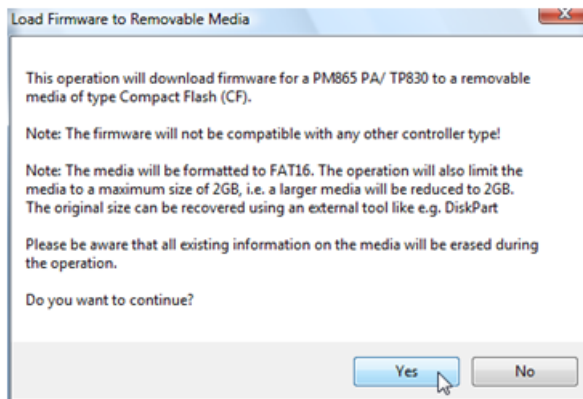 Load Firmware to Removable Media
This operation will download firmware for a PM865 PA/ TP830 to a removable
media of type Compact Flash (CF).
Note: The firmware will not be compatible with any other controller type!
Note: The media will be formatted to FAT16. The operation will also limit the
media to a maximum size of 2GB, i.e. a larger media will be reduced to 2GB.
The original size can be recovered using an external tool like e.g. DiskPart
Please be aware that all existing information on the media will be erased during
the operation.
Do you want to continue?
Yes
No